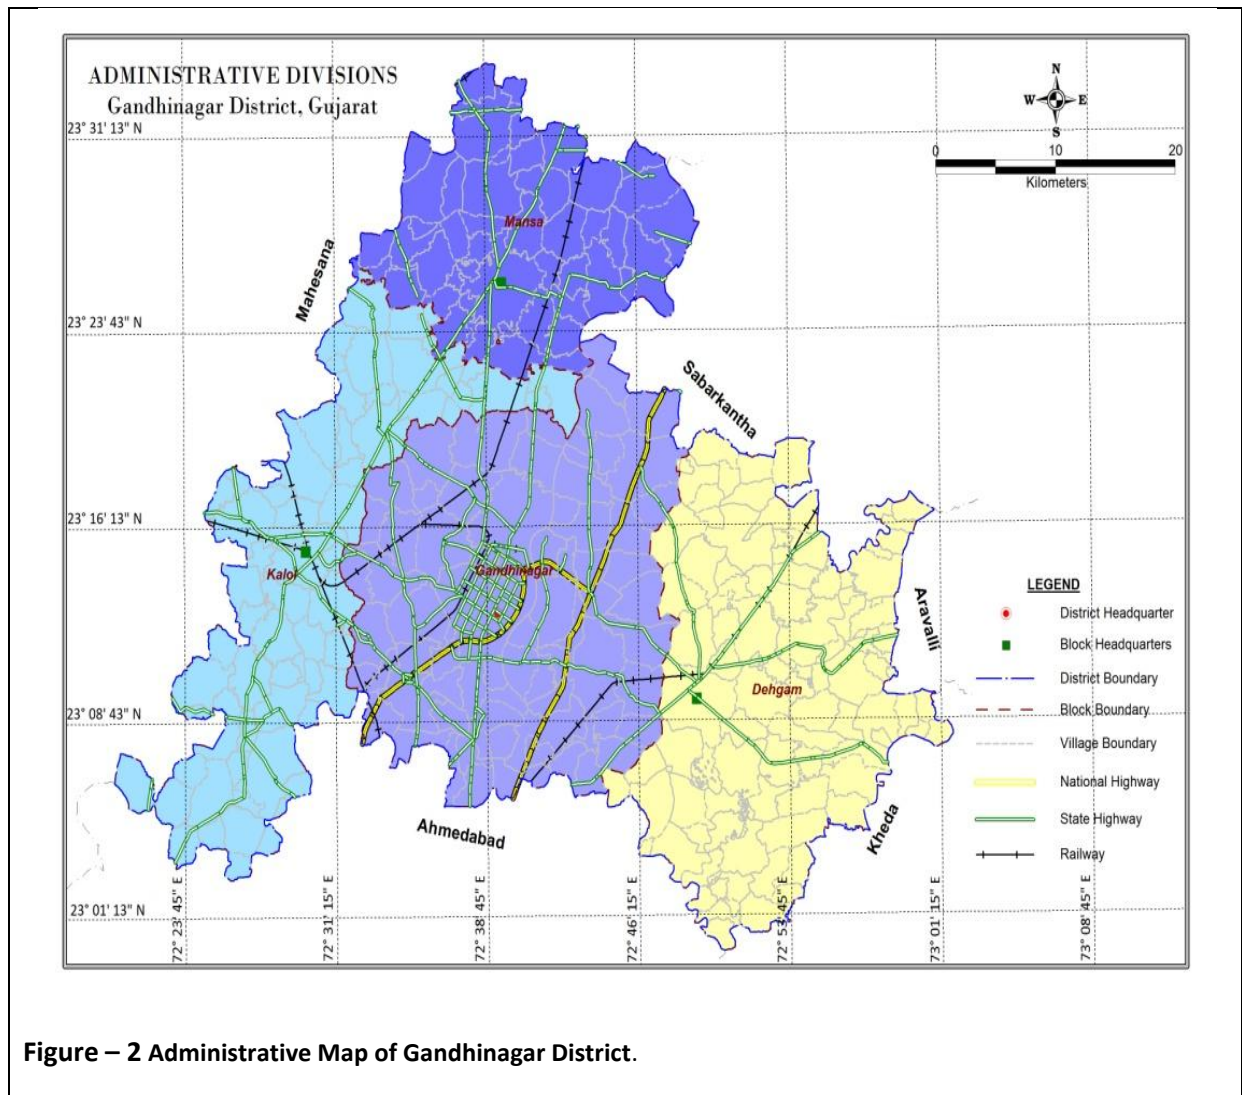 ADMINISTRATIVE DIVISIONS
Gandhinagar District, Gujarat
N
W E
S
0 10 20
Kilometers
23° 31' 13" N
23° 23' 43" N
23° 16' 13" N
23° 08' 43" N
23° 01' 13" N
Mahesana
Mansa
Sabarkantha
Kalol
Gandhinagar
Dehgam
Aravalli
Kheda
Ahmedabad
LEGEND
District Headquarter
Block Headquarters
District Boundary
Block Boundary
Village Boundary
National Highway
State Highway
Railway
72° 23' 45" E
72° 31' 15" E
72° 38' 45" E
72° 46' 15" E
72° 53' 45" E
73° 01' 15" E
73° 08' 45" E
Figure – 2 Administrative Map of Gandhinagar District.